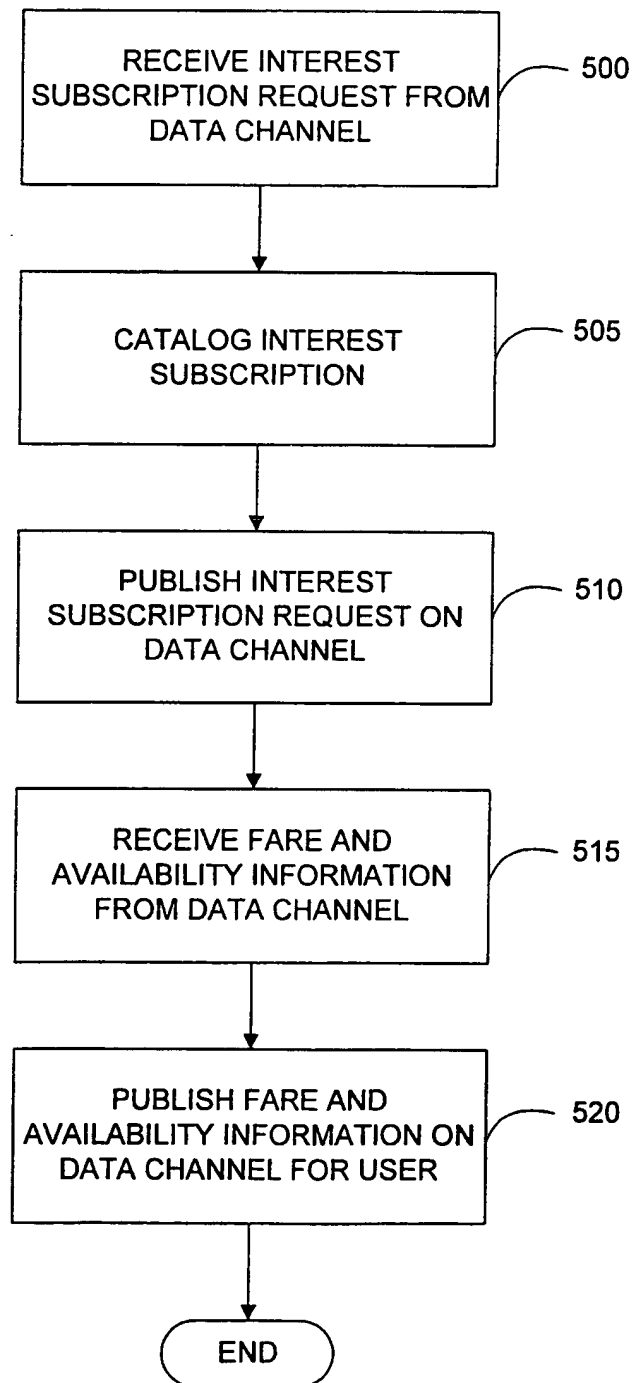 RECEIVE INTEREST
SUBSCRIPTION REQUEST FROM
DATA CHANNEL
500
CATALOG INTEREST
SUBSCRIPTION
505
PUBLISH INTEREST
SUBSCRIPTION REQUEST ON
DATA CHANNEL
510
RECEIVE FARE AND
AVAILABILITY INFORMATION
FROM DATA CHANNEL
515
PUBLISH FARE AND
AVAILABILITY INFORMATION ON
DATA CHANNEL FOR USER
520
END